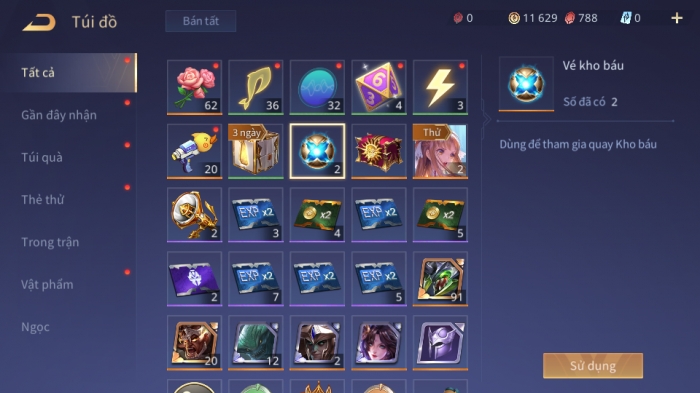 Túi đồ
Bán tất
0
11 629
788
0
Tất cả
Gần đây nhận
Túi quà
Thẻ thử
Trong trận
Vật phẩm
Ngọc
62
36
32
6
4
3
20
3 ngày
2
Thử
2
2
EXP x2
3
x2
4
EXP x2
x2
5
2
EXP x2
7
EXP x2
EXP x2
5
91
20
12
2
Vé kho báu
Số đã có 2
Dùng để tham gia quay Kho báu
Sử dụng